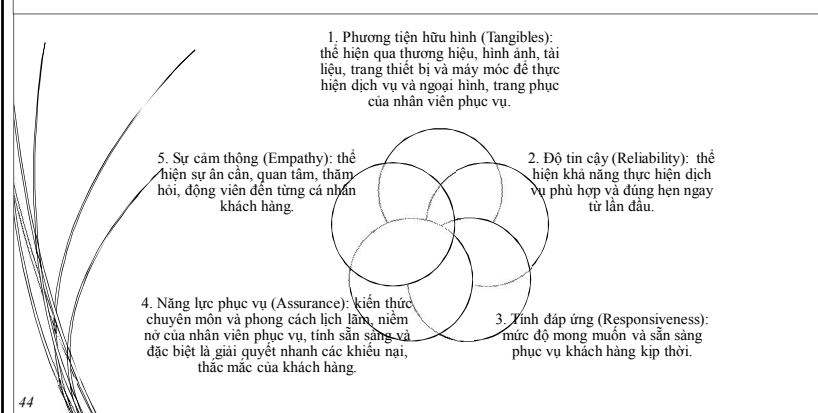 1. Phương tiện hữu hình (Tangibles):
thể hiện qua thương hiệu, hình ảnh, tài
liệu, trang thiết bị và máy móc để thực
hiện dịch vụ và ngoại hình, trang phục
của nhân viên phục vụ.
2. Độ tin cậy (Reliability): thể
hiện khả năng thực hiện dịch
vụ phù hợp và đúng hẹn ngay
từ lần đầu.
3. Tính đáp ứng (Responsiveness):
mức độ mong muốn và sẵn sàng
phục vụ khách hàng kịp thời.
4. Năng lực phục vụ (Assurance): kiến thức
chuyên môn và phong cách lịch lãm, niềm
nở của nhân viên phục vụ, tính sẵn sàng và
đặc biệt là giải quyết nhanh các khiếu nại,
thắc mắc của khách hàng.
5. Sự cảm thông (Empathy): thể
hiện sự ân cần, quan tâm, thăm
hỏi, động viên đến từng cá nhân
khách hàng.
44